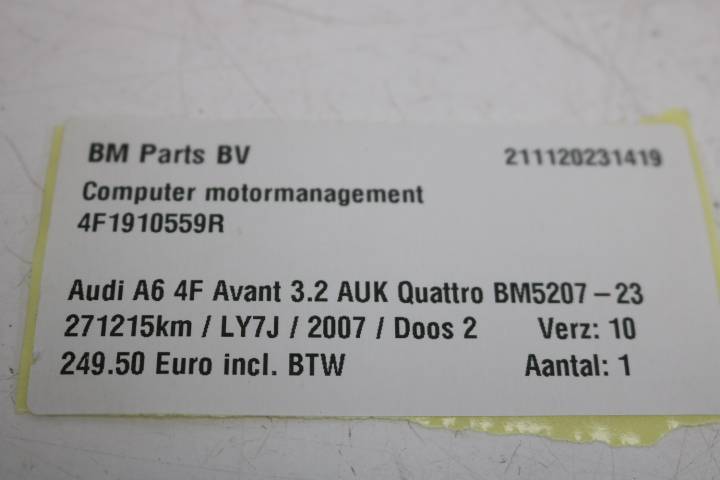 BM Parts BV 211120231419
Computer motormanagement
4F1910559R
Audi A6 4F Avant 3.2 AUK Quattro BM5207-23
271215km / LY7J / 2007 / Doos 2 Verz: 10
249.50 Euro incl. BTW Aantal: 1